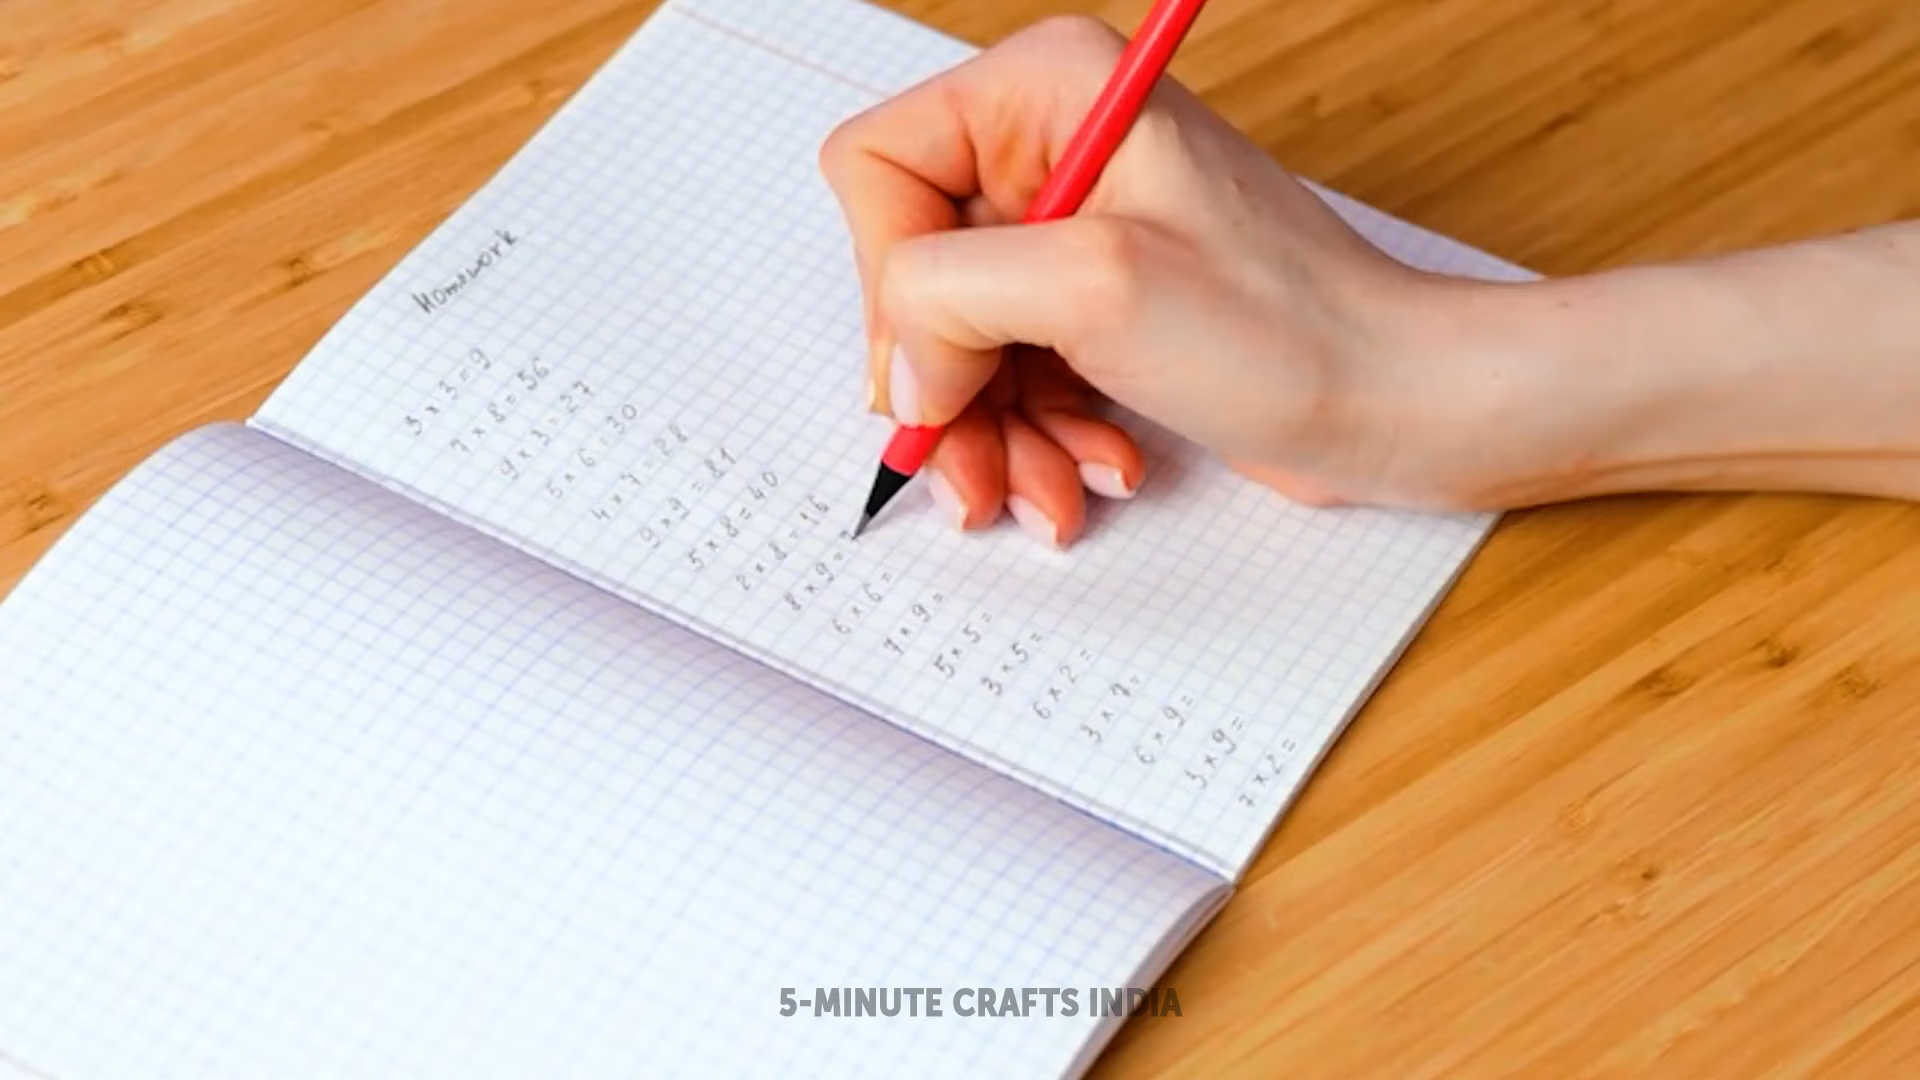 Homework
3 x 3 = 9
7 x 8 = 56
9 x 3 = 27
5 x 6 = 30
4 x 7 = 28
9 x 9 = 81
5 x 8 = 40
2 x 8 = 16
8 x 9 =
6 x 6 =
7 x 9 =
5 x 5 =
3 x 5 =
6 x 2 =
3 x 7 =
6 x 9 =
3 x 9 =
7 x 2 =
5-MINUTE CRAFTS INDIA